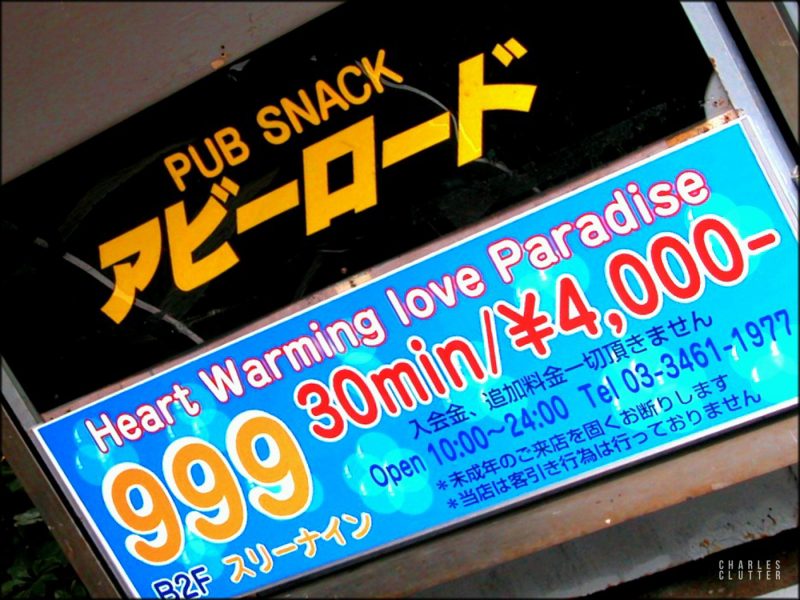 PUB SNACK
アビーロード
Heart Warming love Paradise
999 30min/¥4,000-
入会金、追加料金一切頂きません
Open 10:00～24:00 Tel 03-3461-1977
*未成年のご来店を固くお断りします
*当店は客引き行為は行っておりません
B2F スリーナイン
CHARLES
CLUTTER